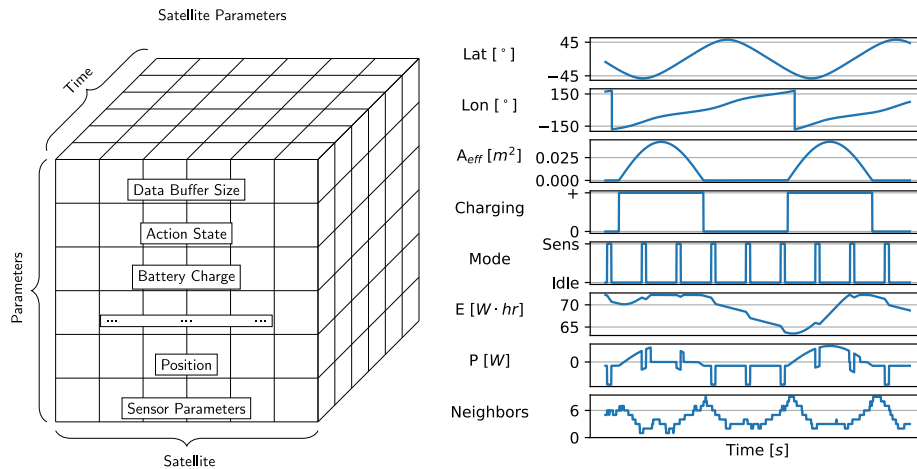 Satellite Parameters
Time
Parameters
Data Buffer Size
Action State
Battery Charge
... ... ...
Position
Sensor Parameters
Satellite
Lat [°]
45
−45
Lon [°]
150
−150
A_eff [m²]
0.025
0.000
Charging
+
0
Mode
Sens
Idle
E [W · hr]
70
65
P [W]
0
Neighbors
6
0
Time [s]